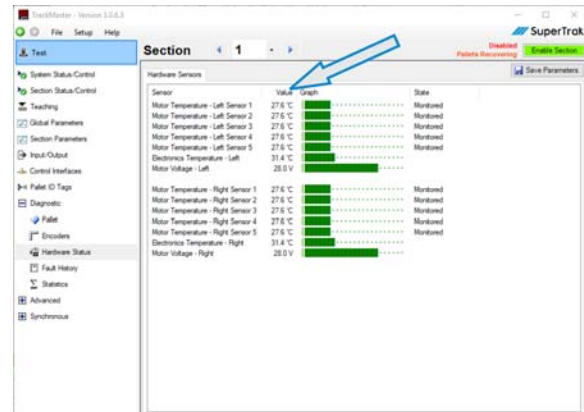 TrackMaster - Version 3.0.6.3
File Setup Help
SuperTrak
Test
Section 1
Disabled
Pallets Recovering
Enable Section
Save Parameters
System Status/Control
Section Status/Control
Teaching
Global Parameters
Section Parameters
Input/Output
Control Interfaces
Pallet ID Tags
Diagnostic
Pallet
Encoders
Hardware Status
Fault History
Statistics
Advanced
Synchronous
Hardware Sensors
Sensor Value Graph State
Motor Temperature - Left Sensor 1 27.6 °C Monitored
Motor Temperature - Left Sensor 2 27.6 °C Monitored
Motor Temperature - Left Sensor 3 27.6 °C Monitored
Motor Temperature - Left Sensor 4 27.6 °C Monitored
Motor Temperature - Left Sensor 5 27.6 °C Monitored
Electronics Temperature - Left 31.4 °C
Motor Voltage - Left 28.0 V
Motor Temperature - Right Sensor 1 27.6 °C Monitored
Motor Temperature - Right Sensor 2 27.6 °C Monitored
Motor Temperature - Right Sensor 3 27.6 °C Monitored
Motor Temperature - Right Sensor 4 27.6 °C Monitored
Motor Temperature - Right Sensor 5 27.6 °C Monitored
Electronics Temperature - Right 31.4 °C
Motor Voltage - Right 28.0 V